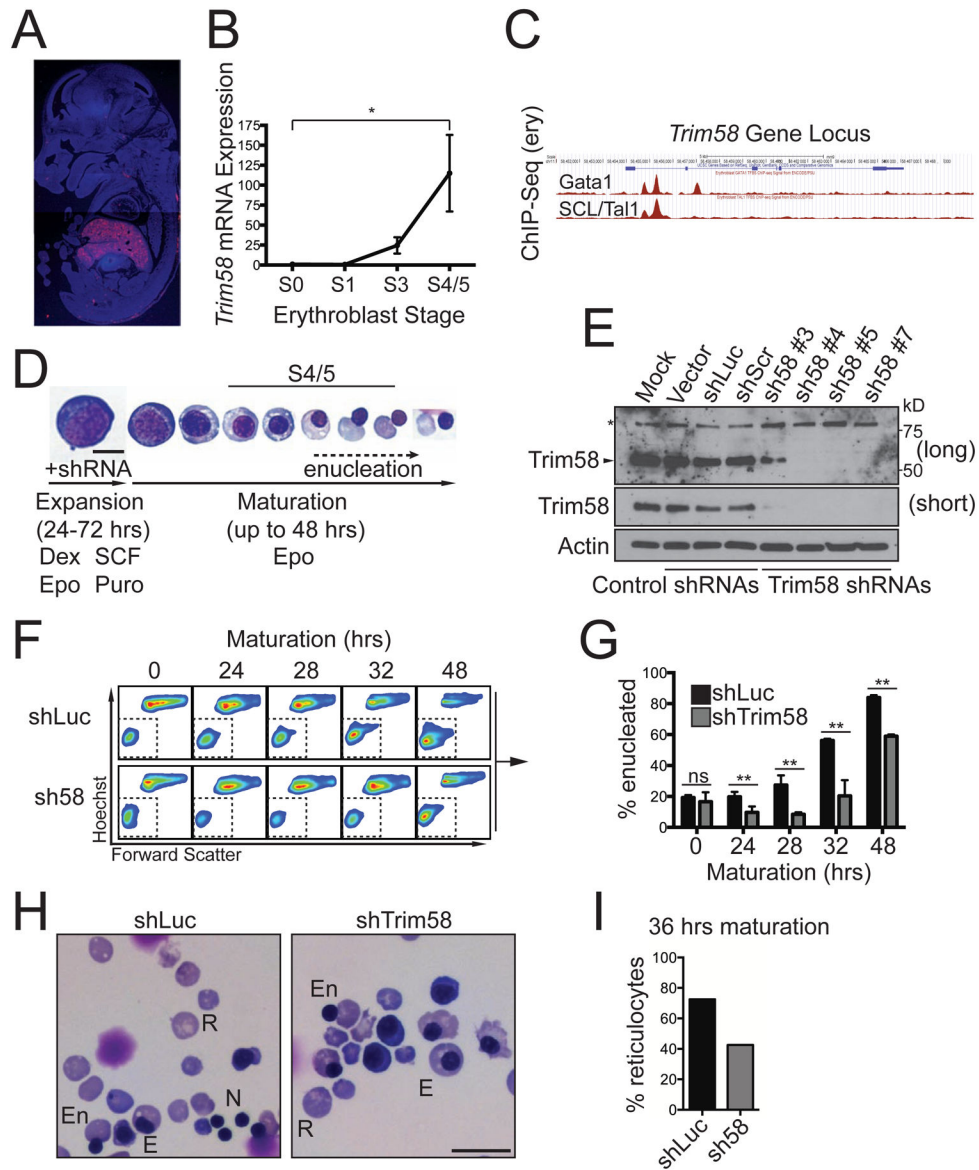 A
B
Trim58 mRNA Expression
175
150
125
100
75
50
25
0
*
S0 S1 S3 S4/5
Erythroblast Stage
C
ChIP-Seq (ery)
Trim58 Gene Locus
Gata1
SCL/Tal1
D
S4/5
+shRNA
enucleation
Expansion
(24-72 hrs)
Dex SCF
Epo Puro
Maturation
(up to 48 hrs)
Epo
E
Mock
Vector
shLuc
shScr
sh58 #3
sh58 #4
sh58 #5
sh58 #7
kD
*
75
Trim58
(long)
50
Trim58
(short)
Actin
Control shRNAs
Trim58 shRNAs
F
Maturation (hrs)
0 24 28 32 48
shLuc
sh58
Hoechst
Forward Scatter
G
% enucleated
100
80
60
40
20
0
shLuc
shTrim58
ns
**
**
**
**
0 24 28 32 48
Maturation (hrs)
H
shLuc
R
N
En
E
shTrim58
En
E
R
I
36 hrs maturation
% reticulocytes
100
80
60
40
20
0
shLuc
sh58